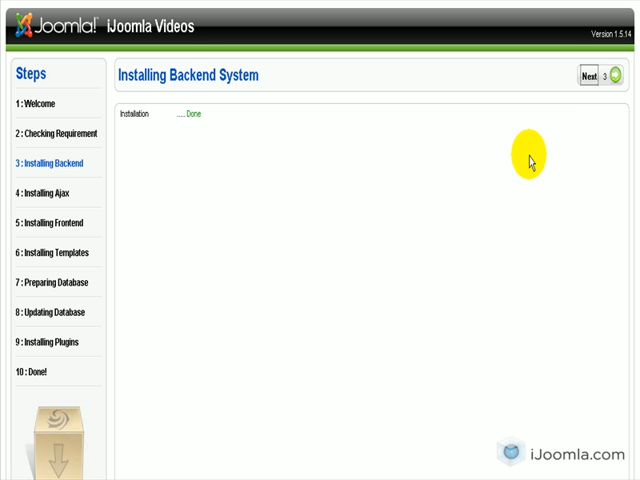 Joomla! iJoomla Videos
Version 1.5.14
Steps
1 : Welcome
2 : Checking Requirement
3 : Installing Backend
4 : Installing Ajax
5 : Installing Frontend
6 : Installing Templates
7 : Preparing Database
8 : Updating Database
9 : Installing Plugins
10 : Done!
Installing Backend System
Next 3
Installation ..... Done
iJoomla.com